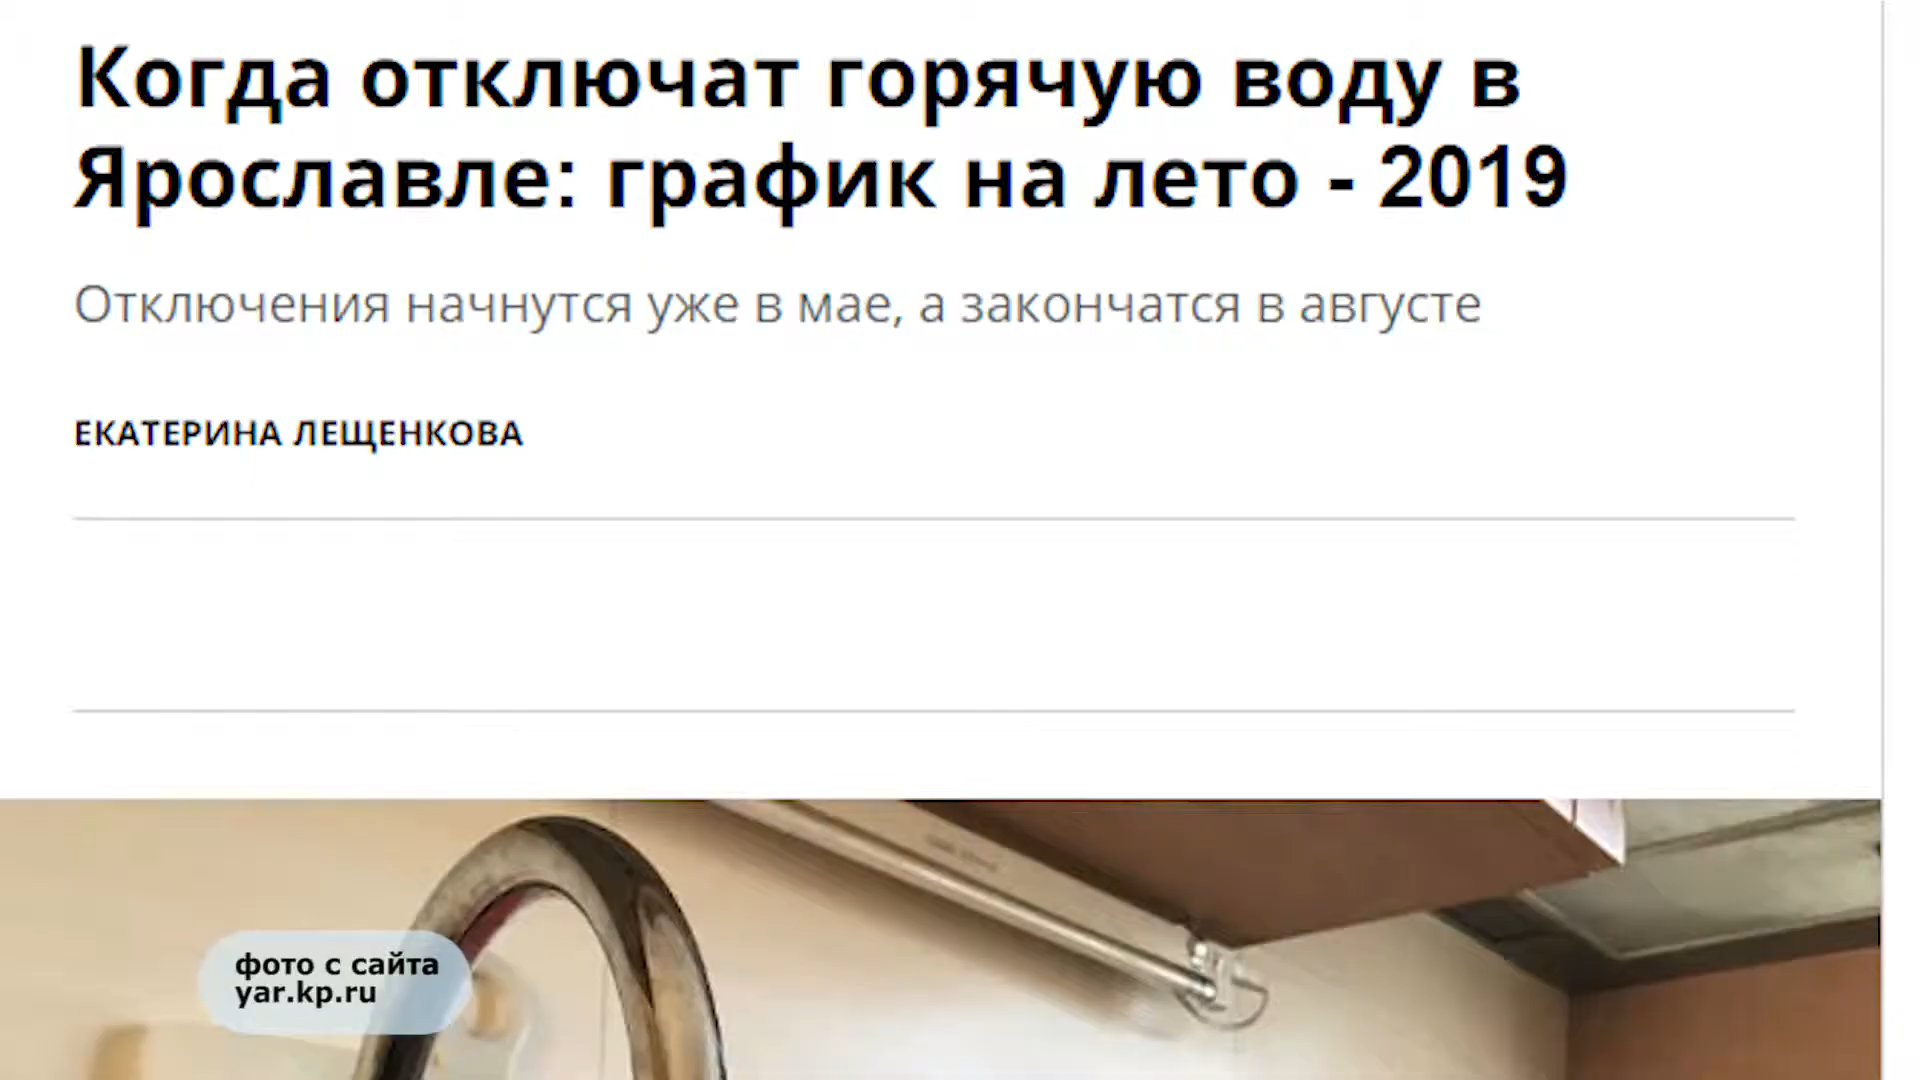 Когда отключат горячую воду в
Ярославле: график на лето - 2019
Отключения начнутся уже в мае, а закончатся в августе
ЕКАТЕРИНА ЛЕЩЕНКОВА
фото с сайта
yar.kp.ru